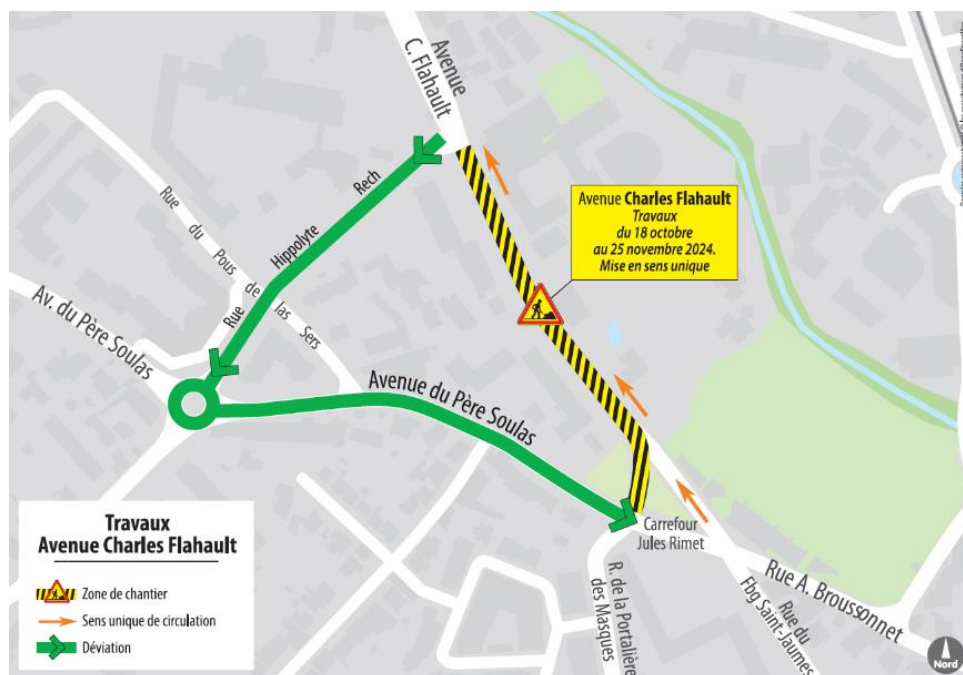 Avenue
C. Flahault
Rech
Hippolyte
Rue
Rue du Pous de las Sers
Avenue Charles Flahault
Travaux
du 18 octobre
au 25 novembre 2024.
Mise en sens unique
Av. du Père Soulas
Avenue du Père Soulas
Carrefour
Jules Rimet
R. de la Portalière
des Masques
Rue A. Broussonnet
Rue du
Fbg Saint-Jaumes
Travaux
Avenue Charles Flahault
Zone de chantier
Sens unique de circulation
Déviation
Nord